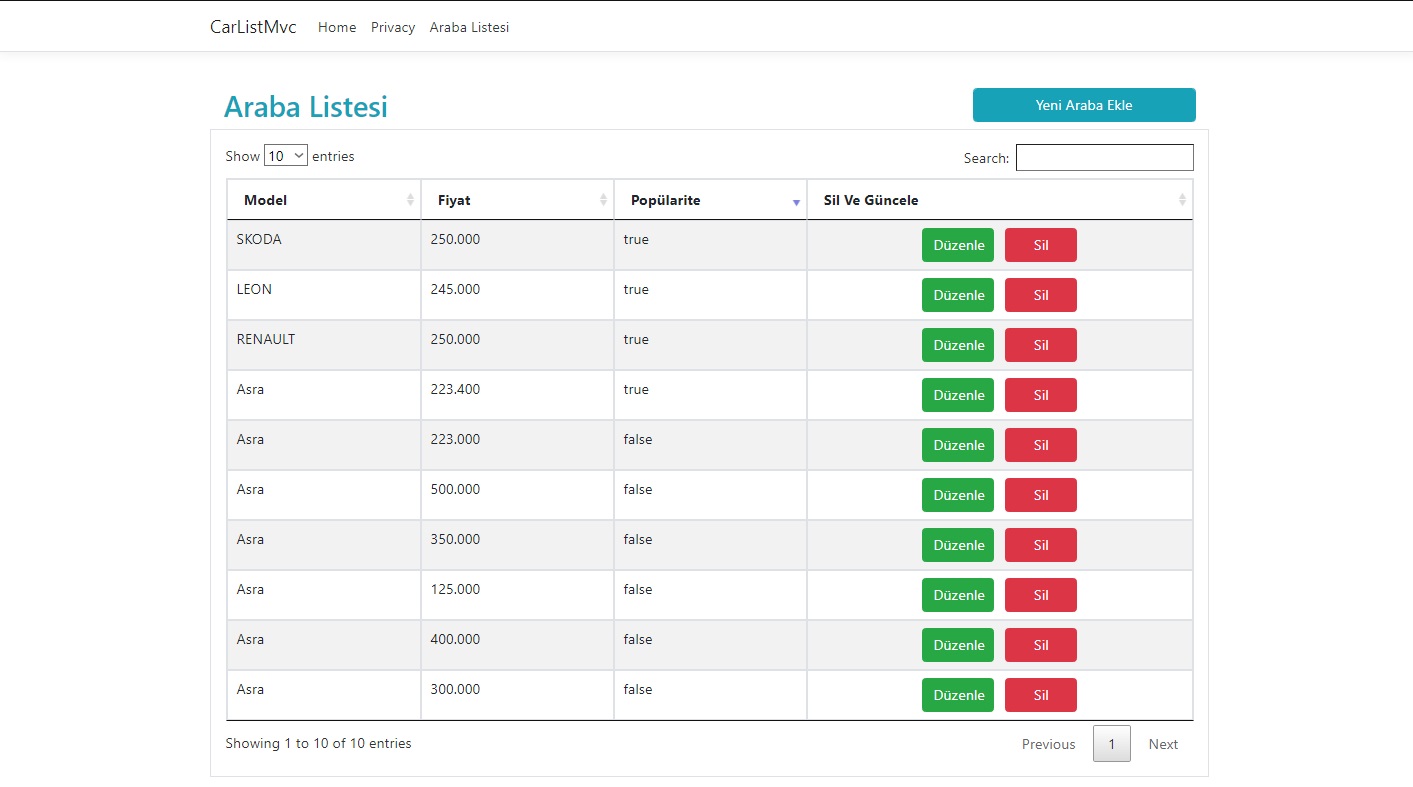 CarListMvc Home Privacy Araba Listesi
Araba Listesi Yeni Araba Ekle
Show 10 entries Search:
Model Fiyat Popülarite Sil Ve Güncele
SKODA 250.000 true Düzenle Sil
LEON 245.000 true Düzenle Sil
RENAULT 250.000 true Düzenle Sil
Asra 223.400 true Düzenle Sil
Asra 223.000 false Düzenle Sil
Asra 500.000 false Düzenle Sil
Asra 350.000 false Düzenle Sil
Asra 125.000 false Düzenle Sil
Asra 400.000 false Düzenle Sil
Asra 300.000 false Düzenle Sil
Showing 1 to 10 of 10 entries Previous 1 Next